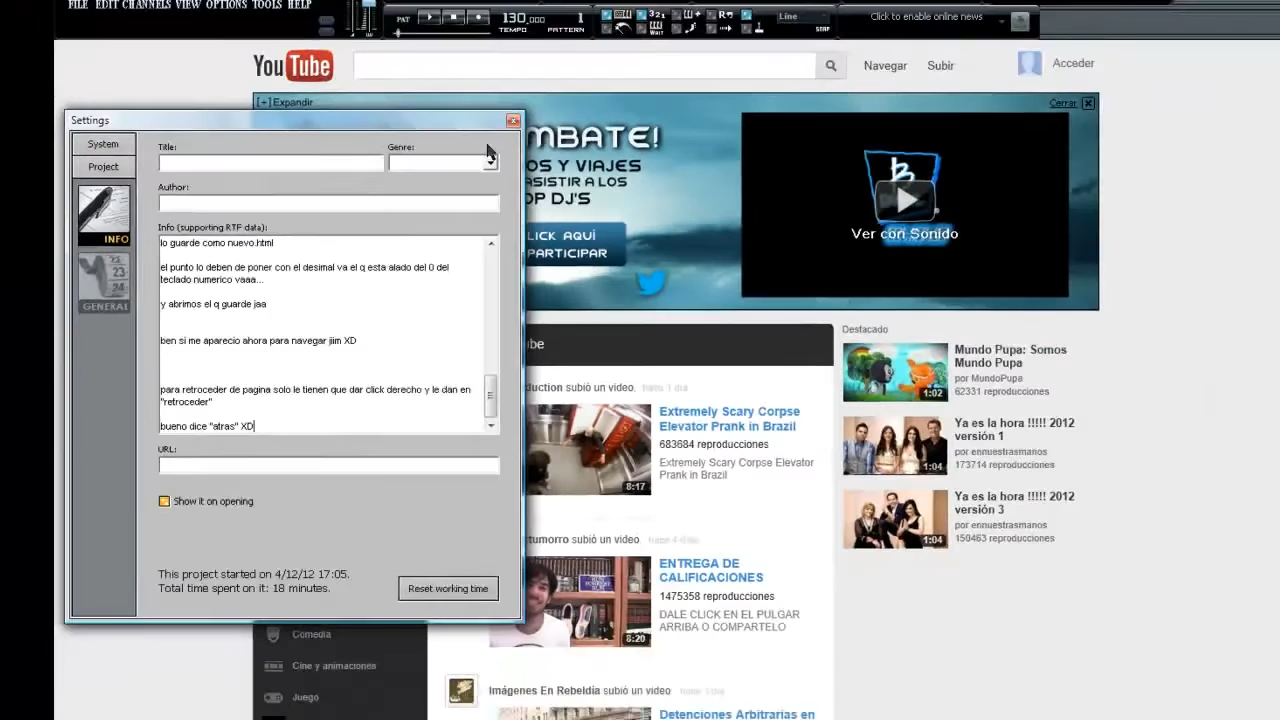 FILE EDIT CHANNELS VIEW OPTIONS TOOLS HELP
PAT
130,000
TEMPO
1
PATTERN
321
WAIT
Line
SNAP
Click to enable online news
YouTube
Navegar
Subir
Acceder
[+] Expandir
Cerrar
MBATE!
OS Y VIAJES
ASISTIR A LOS
OP DJ'S
LICK AQUÍ
PARTICIPAR
B
Ver con Sonido
Settings
System
Project
INFO
23
24
GENERAL
Title:
Genre:
Author:
Info (supporting RTF data):
lo guarde como nuevo.html
el punto lo deben de poner con el desimal va el q esta alado del 0 del
teclado numerico vaaa...
y abrimos el q guarde jaa
ben si me aparecio ahora para navegar jiim XD
para retroceder de pagina solo le tienen que dar click derecho y le dan en
"retroceder"
bueno dice "atras" XD
URL:
Show it on opening
This project started on 4/12/12 17:05.
Total time spent on it: 18 minutes.
Reset working time
be
duction subió un video. hace 1 día
Extremely Scary Corpse
Elevator Prank in Brazil
683684 reproducciones
Extremely Scary Corpse Elevator
Prank in Brazil
8:17
tumorro subió un video
ENTREGA DE
CALIFICACIONES
1475358 reproducciones
DALE CLICK EN EL PULGAR
ARRIBA O COMPARTELO
8:20
Imágenes En Rebeldía subió un video
Detenciones Arbitrarias en
Comedia
Cine y animaciones
Juego
Destacado
Mundo Pupa: Somos
Mundo Pupa
por MundoPupa
62331 reproducciones
1:02
Ya es la hora !!!!! 2012
versión 1
por ennuestrasmanos
173714 reproducciones
1:04
Ya es la hora !!!!! 2012
versión 3
por ennuestrasmanos
150463 reproducciones
1:04